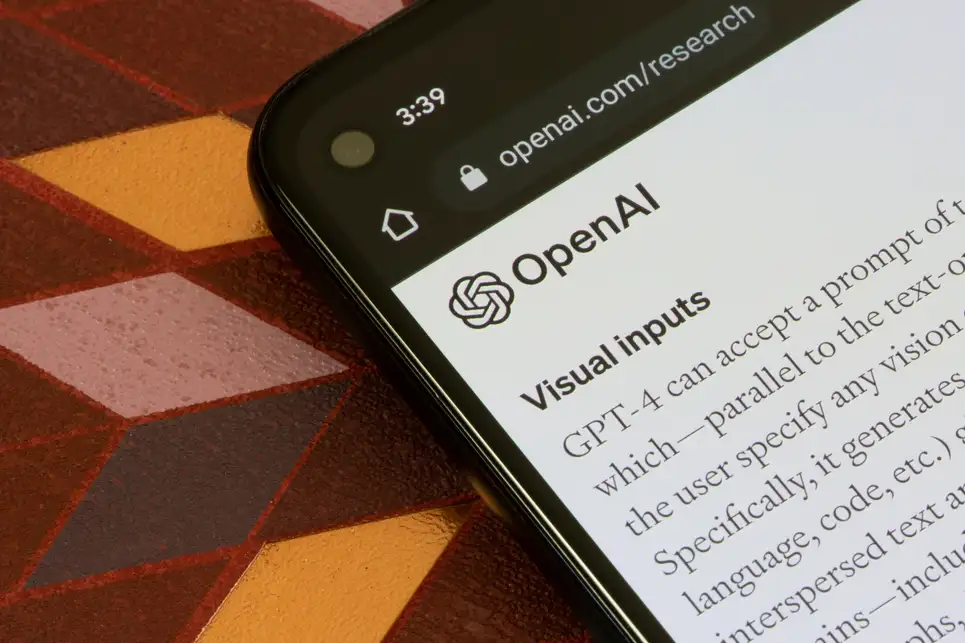 3:39
openai.com/research
OpenAI
Visual inputs
GPT-4 can accept a prompt of
which—parallel to the text-
the user specify any vision
Specifically, it generates
language, code, etc.)
interspersed text